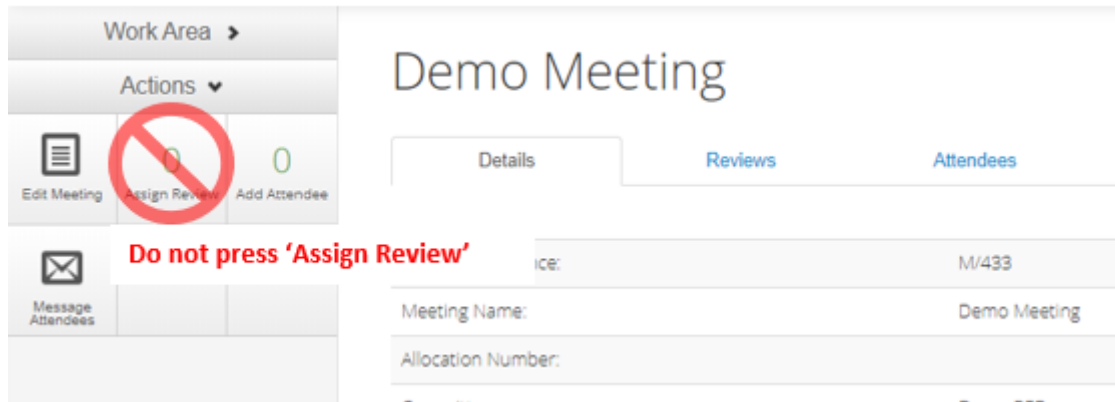 Work Area
Actions
Demo Meeting
0
0
Edit Meeting
Assign Review
Add Attendee
Details
Reviews
Attendees
Do not press ‘Assign Review’
M/433
Message
Attendees
Meeting Name:
Demo Meeting
Allocation Number: